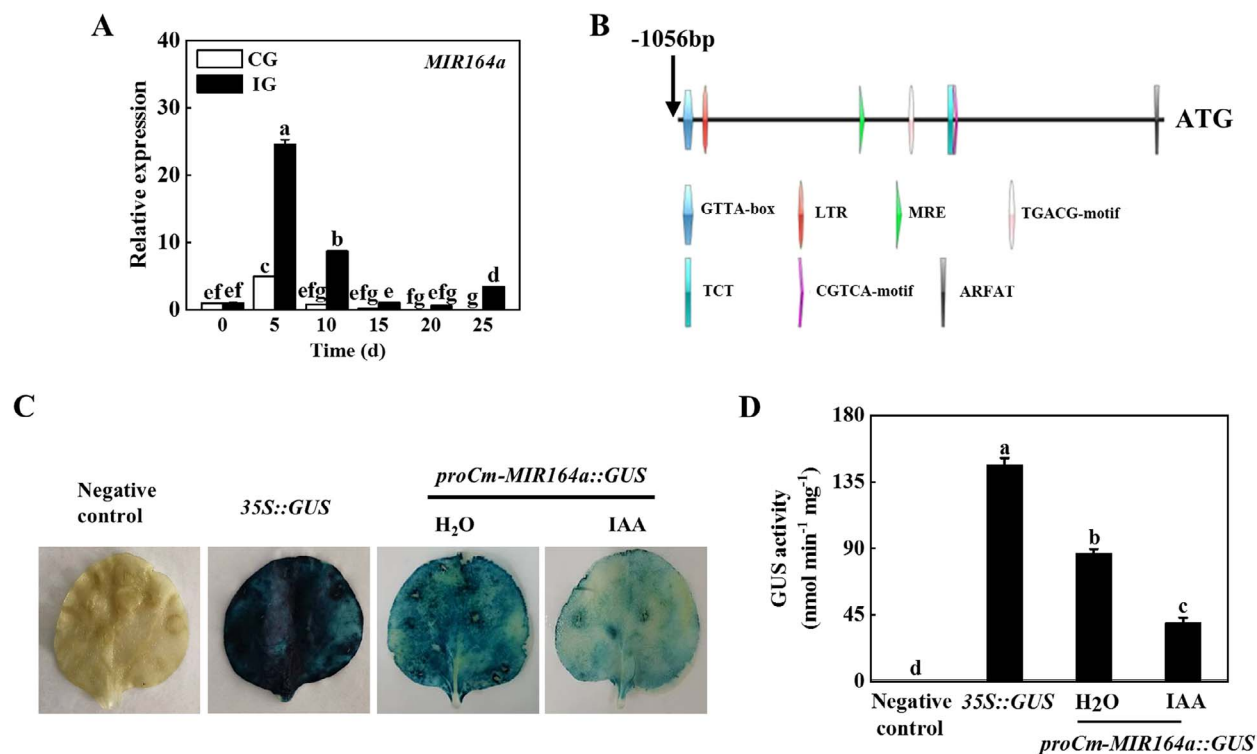 A
40
30
20
10
0
Relative expression
CG
IG
MIR164a
ef ef
c
a
efg
b
efg
e
fg
efg
g
d
0 5 10 15 20 25
Time (d)
B
-1056bp
ATG
GTTA-box
LTR
MRE
TGACG-motif
TCT
CGTCA-motif
ARFAT
C
Negative
control
35S::GUS
proCm-MIR164a::GUS
H₂O
IAA
D
180
135
90
45
0
GUS activity
(nmol min⁻¹ mg⁻¹)
d
a
b
c
Negative
control
35S::GUS
H2O
IAA
proCm-MIR164a::GUS